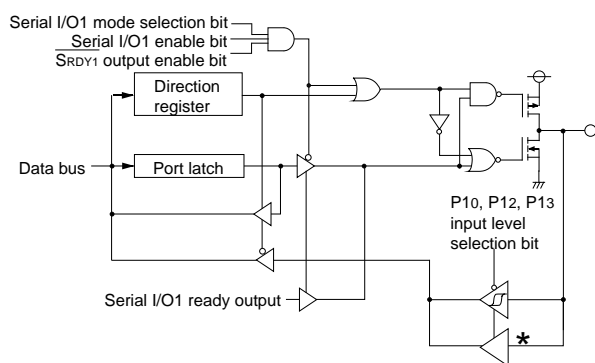 Serial I/O1 mode selection bit
Serial I/O1 enable bit
SRDY1 output enable bit
Direction
register
Data bus
Port latch
P10, P12, P13
input level
selection bit
Serial I/O1 ready output
*